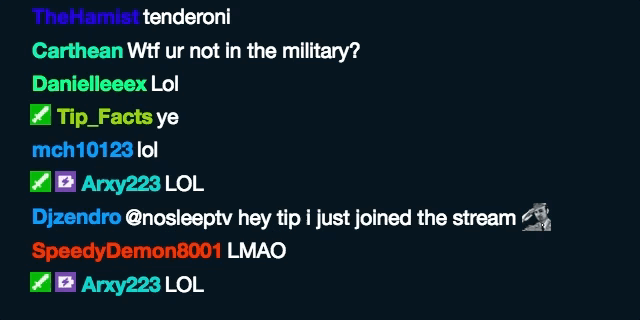 TheHamist tenderoni
Carthean Wtf ur not in the military?
Danielleeex Lol
Tip_Facts ye
mch10123 lol
Arxy223 LOL
Djzendro @nosleeptv hey tip i just joined the stream
SpeedyDemon8001 LMAO
Arxy223 LOL